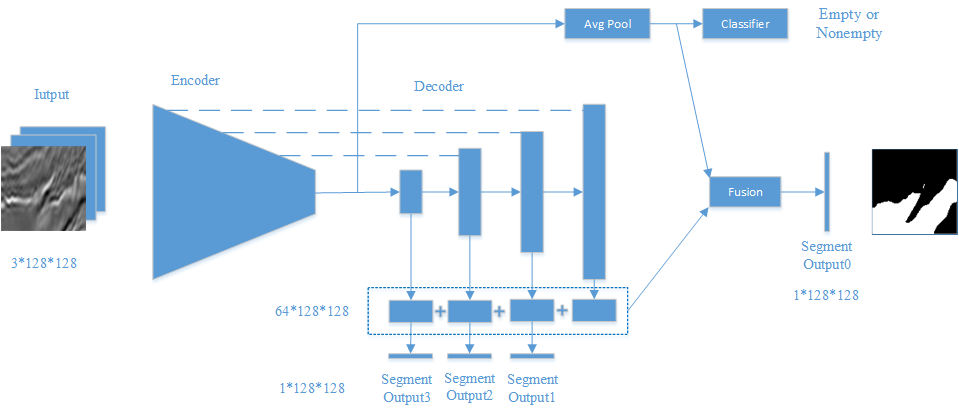 Avg Pool
Classifier
Empty or
Nonempty
Encoder
Decoder
Iutput
3*128*128
Fusion
Segment
Output0
1*128*128
64*128*128
+ + +
1*128*128
Segment
Output3
Segment
Output2
Segment
Output1